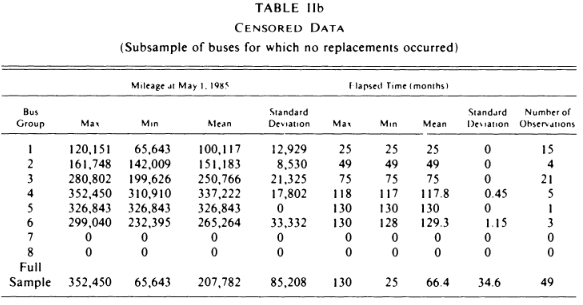 TABLE IIb
CENSORED DATA
(Subsample of buses for which no replacements occurred)
Mileage at May 1, 1985 Elapsed Time (months)
Bus Standard Standard Number of
Group Max Min Mean Deviation Max Min Mean Deviation Observations
1 120,151 65,643 100,117 12,929 25 25 25 0 15
2 161,748 142,009 151,183 8,530 49 49 49 0 4
3 280,802 199,626 250,766 21,325 75 75 75 0 21
4 352,450 310,910 337,222 17,802 118 117 117.8 0.45 5
5 326,843 326,843 326,843 0 130 130 130 0 1
6 299,040 232,395 265,264 33,332 130 128 129.3 1.15 3
7 0 0 0 0 0 0 0 0 0
8 0 0 0 0 0 0 0 0 0
Full
Sample 352,450 65,643 207,782 85,208 130 25 66.4 34.6 49